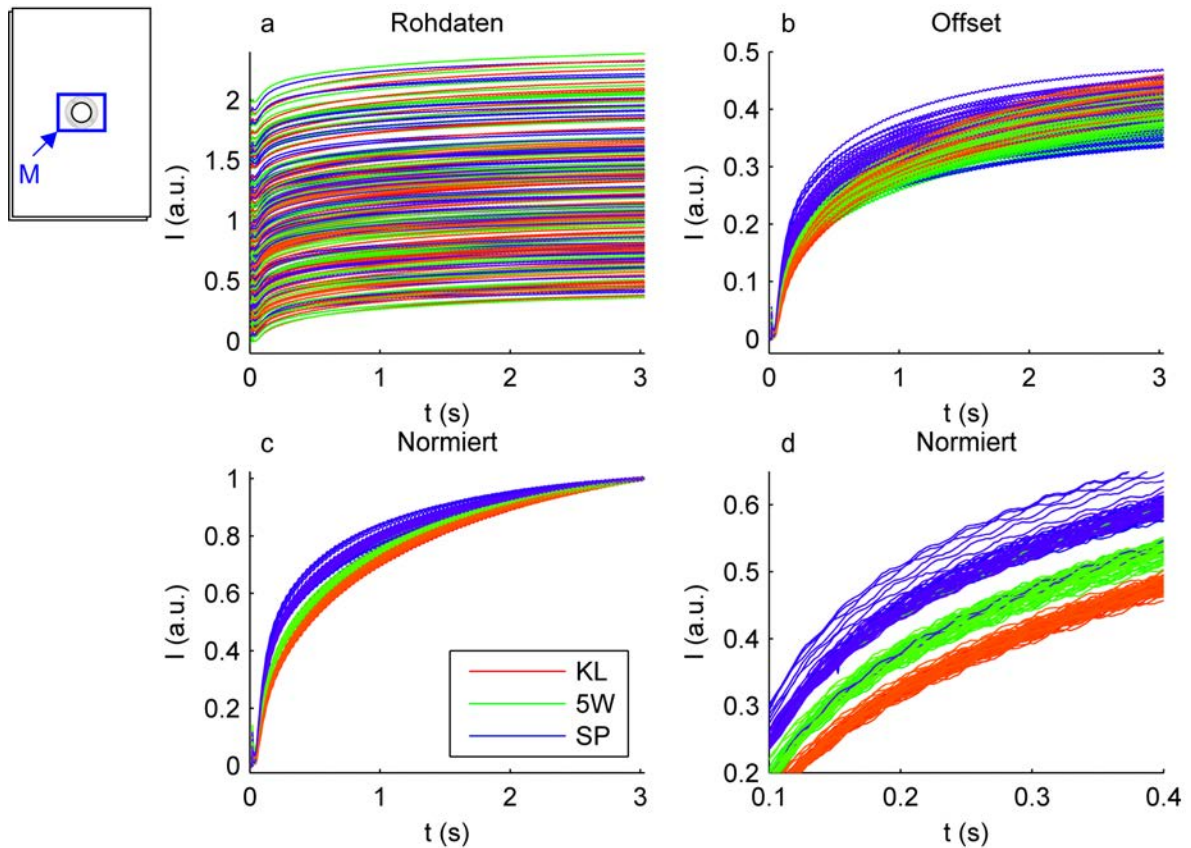 M
a
Rohdaten
I (a.u.)
2
1.5
1
0.5
0
0
1
2
3
t (s)
b
Offset
I (a.u.)
0.5
0.4
0.3
0.2
0.1
0
0
1
2
3
t (s)
c
Normiert
I (a.u.)
1
0.8
0.6
0.4
0.2
0
KL
5W
SP
0
1
2
3
t (s)
d
Normiert
I (a.u.)
0.6
0.5
0.4
0.3
0.2
0.1
0.2
0.3
0.4
t (s)